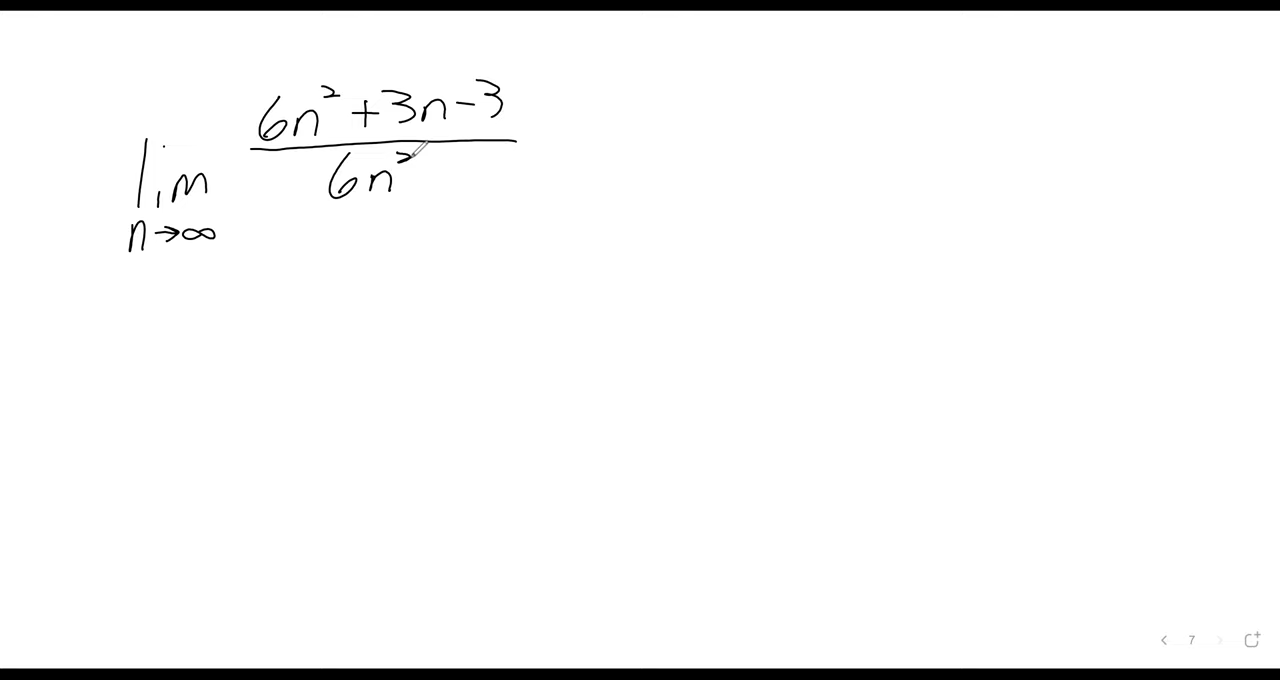 lim 6n² + 3n - 3
6n²
n → ∞
7